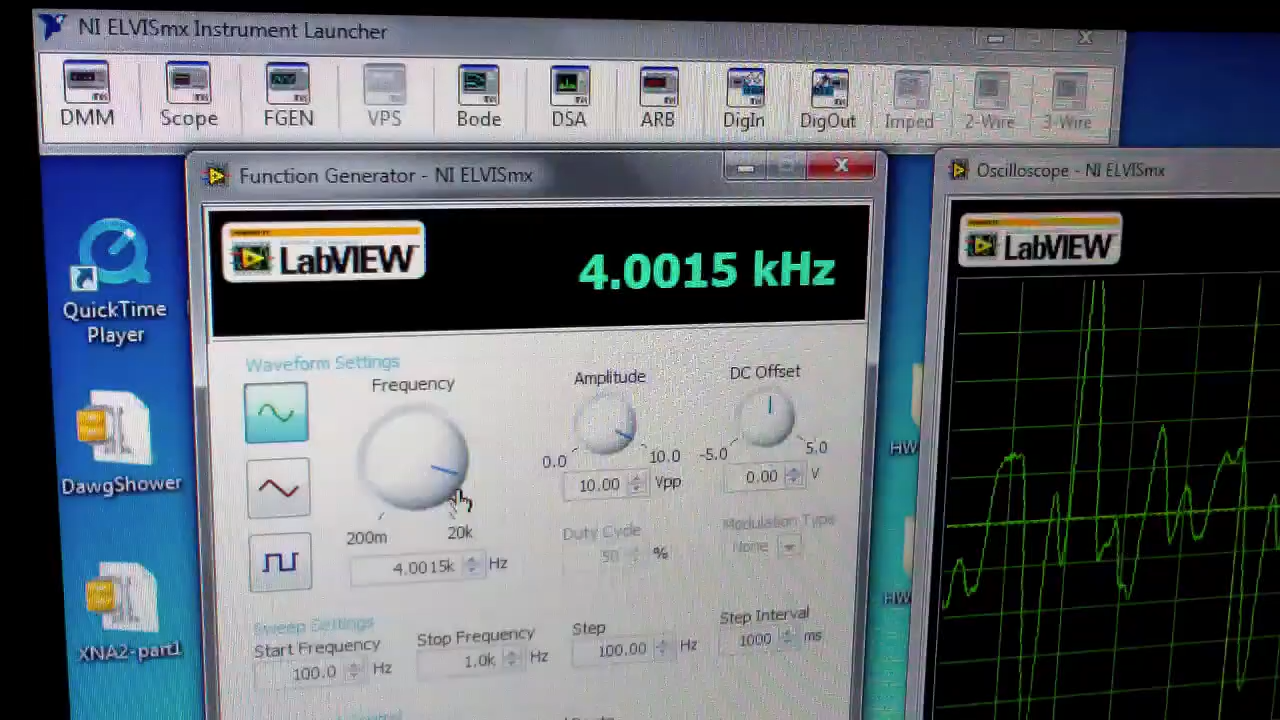 NI ELVISmx Instrument Launcher
DMM Scope FGEN VPS Bode DSA ARB DigIn DigOut Imped 2-Wire 3-Wire
Function Generator - NI ELVISmx
Oscilloscope - NI ELVISmx
LabVIEW
4.0015 kHz
LabVIEW
QuickTime
Player
DawgShower
XNA2-part1
Waveform Settings
Frequency
Amplitude
DC Offset
200m 20k
4.0015k Hz
0.0 10.0
10.00 Vpp
-5.0 5.0
0.00 V
Duty Cycle
50 %
Modulation Type
None
Sweep Settings
Start Frequency
100.0 Hz
Stop Frequency
1.0k Hz
Step
100.00 Hz
Step Interval
1000 ms
HW
HW